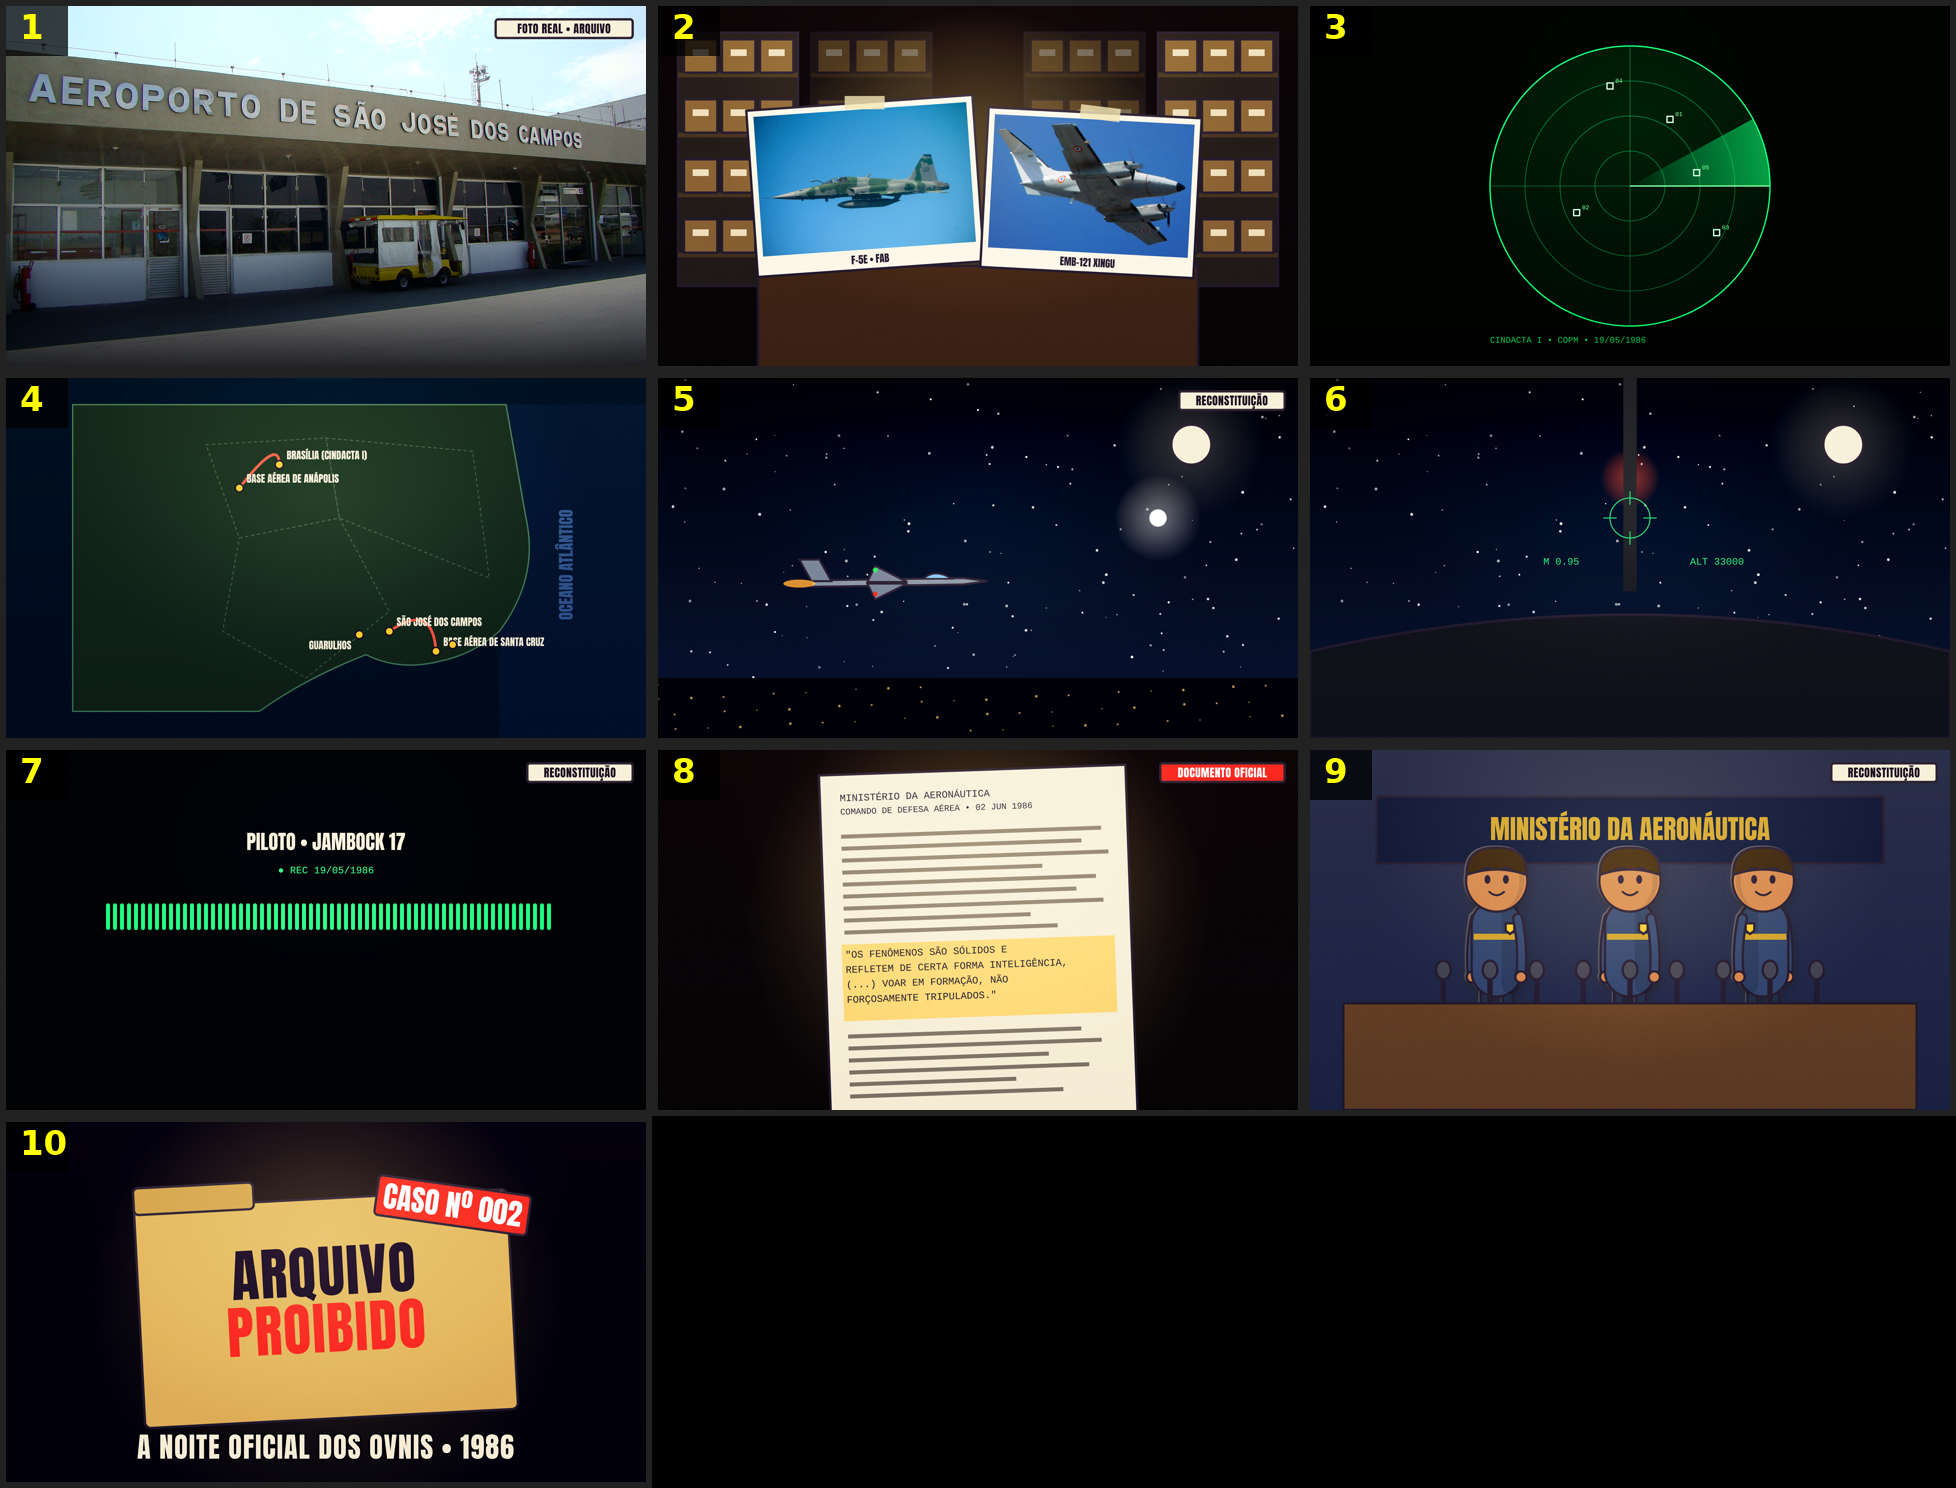 1
FOTO REAL • ARQUIVO
AEROPORTO DE SÃO JOSÉ DOS CAMPOS
2
F-5E • FAB
EMB-121 XINGU
3
04
01
05
02
03
CINDACTA I • COPM • 19/05/1986
4
BRASÍLIA (CINDACTA I)
BASE AÉREA DE ANÁPOLIS
OCEANO ATLÂNTICO
SÃO JOSÉ DOS CAMPOS
GUARULHOS
BASE AÉREA DE SANTA CRUZ
5
RECONSTITUIÇÃO
6
M 0.95
ALT 33000
7
RECONSTITUIÇÃO
PILOTO • JAMBOCK 17
● REC 19/05/1986
8
DOCUMENTO OFICIAL
MINISTÉRIO DA AERONÁUTICA
COMANDO DE DEFESA AÉREA • 02 JUN 1986
"OS FENÔMENOS SÃO SÓLIDOS E
REFLETEM DE CERTA FORMA INTELIGÊNCIA,
(...) VOAR EM FORMAÇÃO, NÃO
FORÇOSAMENTE TRIPULADOS."
9
RECONSTITUIÇÃO
MINISTÉRIO DA AERONÁUTICA
10
CASO Nº 002
ARQUIVO
PROIBIDO
A NOITE OFICIAL DOS OVNIS • 1986